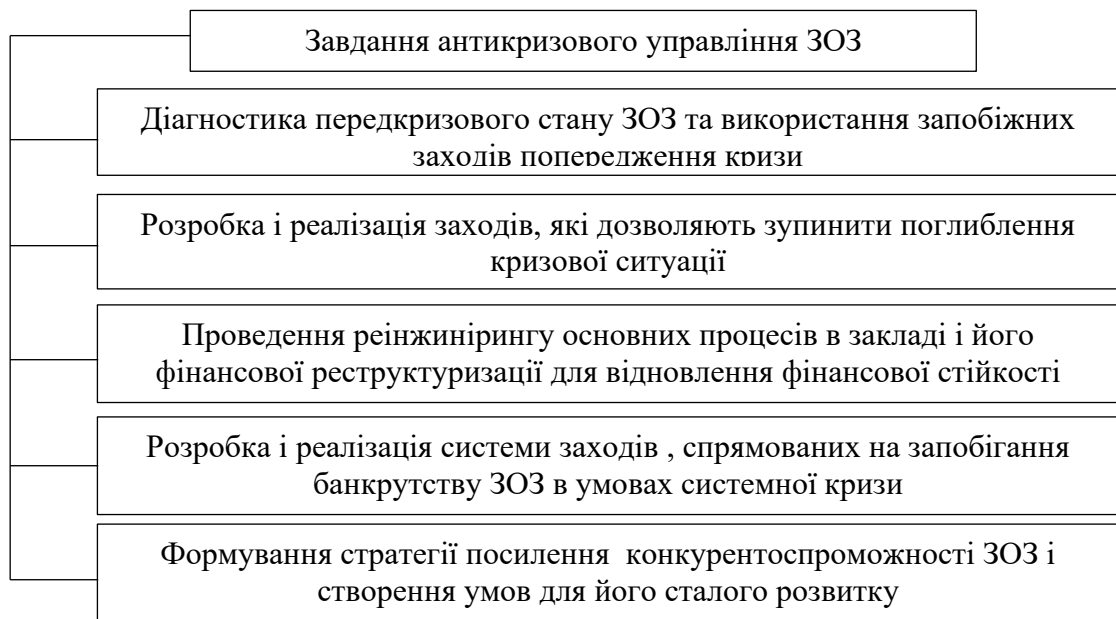 Завдання антикризового управління ЗОЗ
Діагностика передкризового стану ЗОЗ та використання запобіжних
заходів попередження кризи
Розробка і реалізація заходів, які дозволяють зупинити поглиблення
кризової ситуації
Проведення реінжинірингу основних процесів в закладі і його
фінансової реструктуризації для відновлення фінансової стійкості
Розробка і реалізація системи заходів , спрямованих на запобігання
банкрутству ЗОЗ в умовах системної кризи
Формування стратегії посилення  конкурентоспроможності ЗОЗ і
створення умов для його сталого розвитку